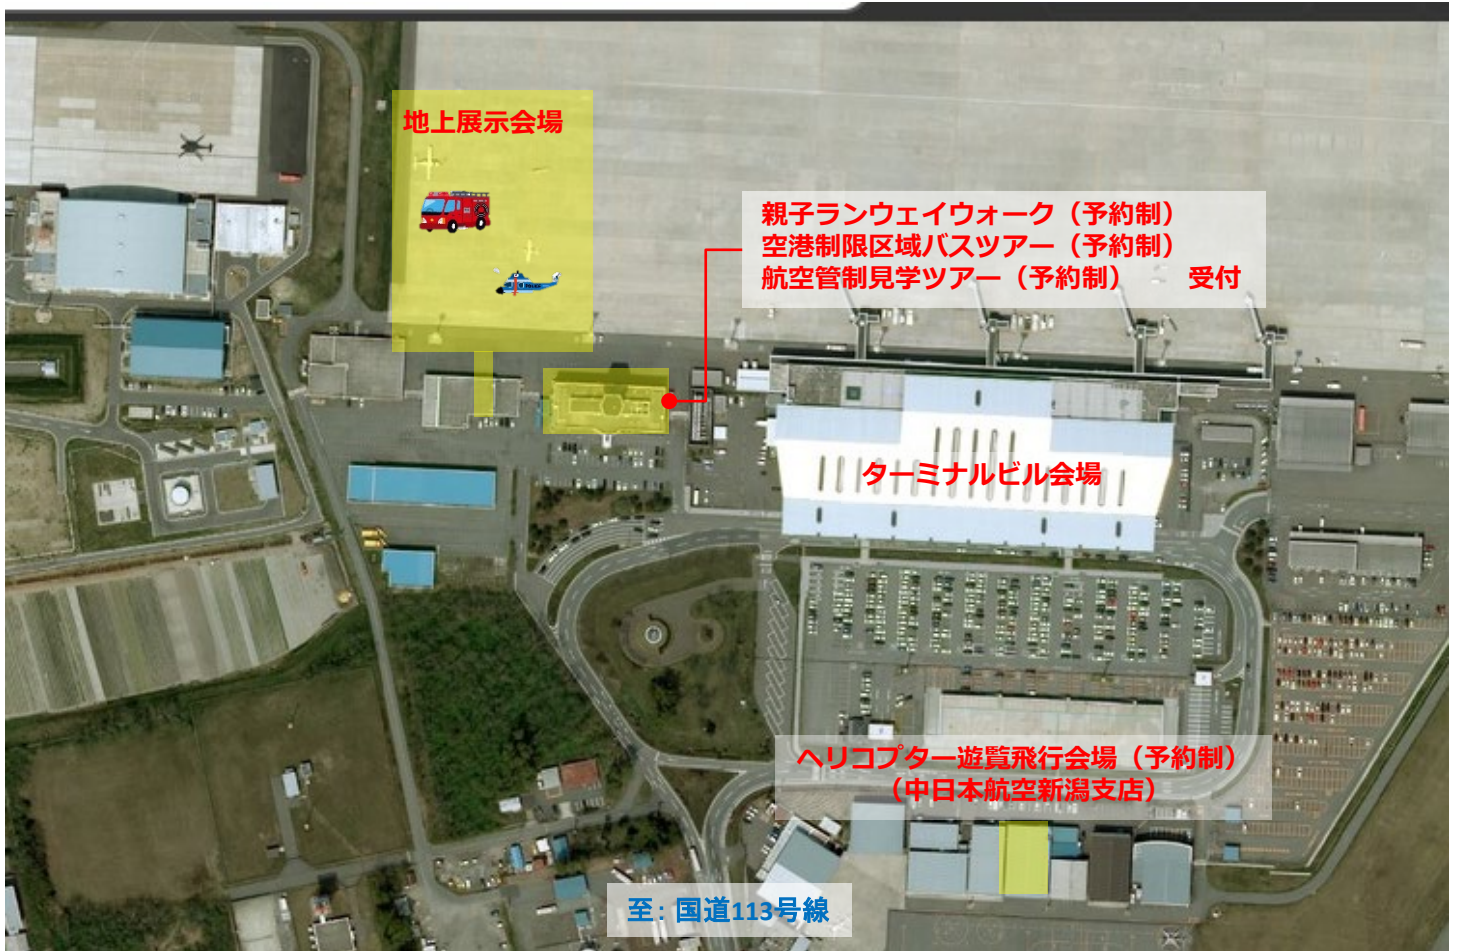 地上展示会場
親子ランウェイウォーク（予約制）
空港制限区域バスツアー（予約制）
航空管制見学ツアー（予約制）　　受付
ターミナルビル会場
ヘリコプター遊覧飛行会場（予約制）
（中日本航空新潟支店）
至：国道113号線